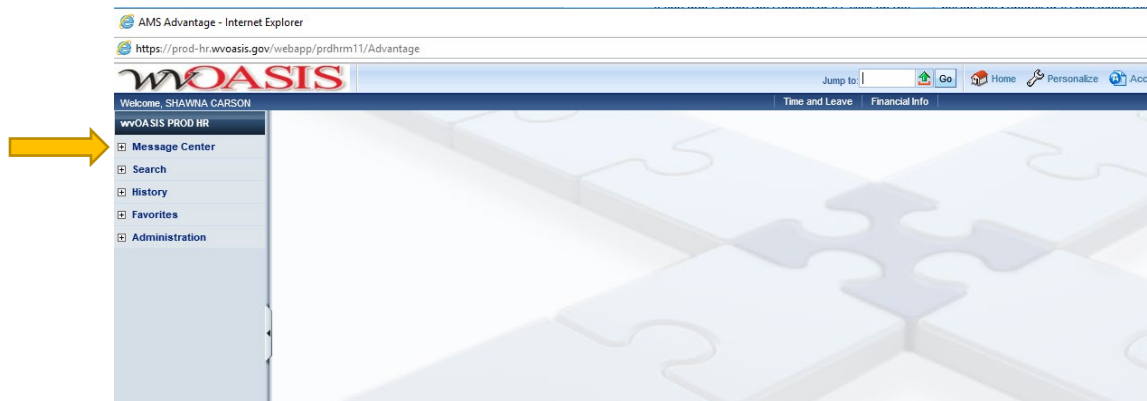 AMS Advantage - Internet Explorer
https://prod-hr.wvoasis.gov/webapp/prdhrm11/Advantage
wvOASIS
Jump to: Go Home Personalize Acc
Welcome, SHAWNA CARSON Time and Leave Financial Info
wvOASIS PROD HR
Message Center
Search
History
Favorites
Administration